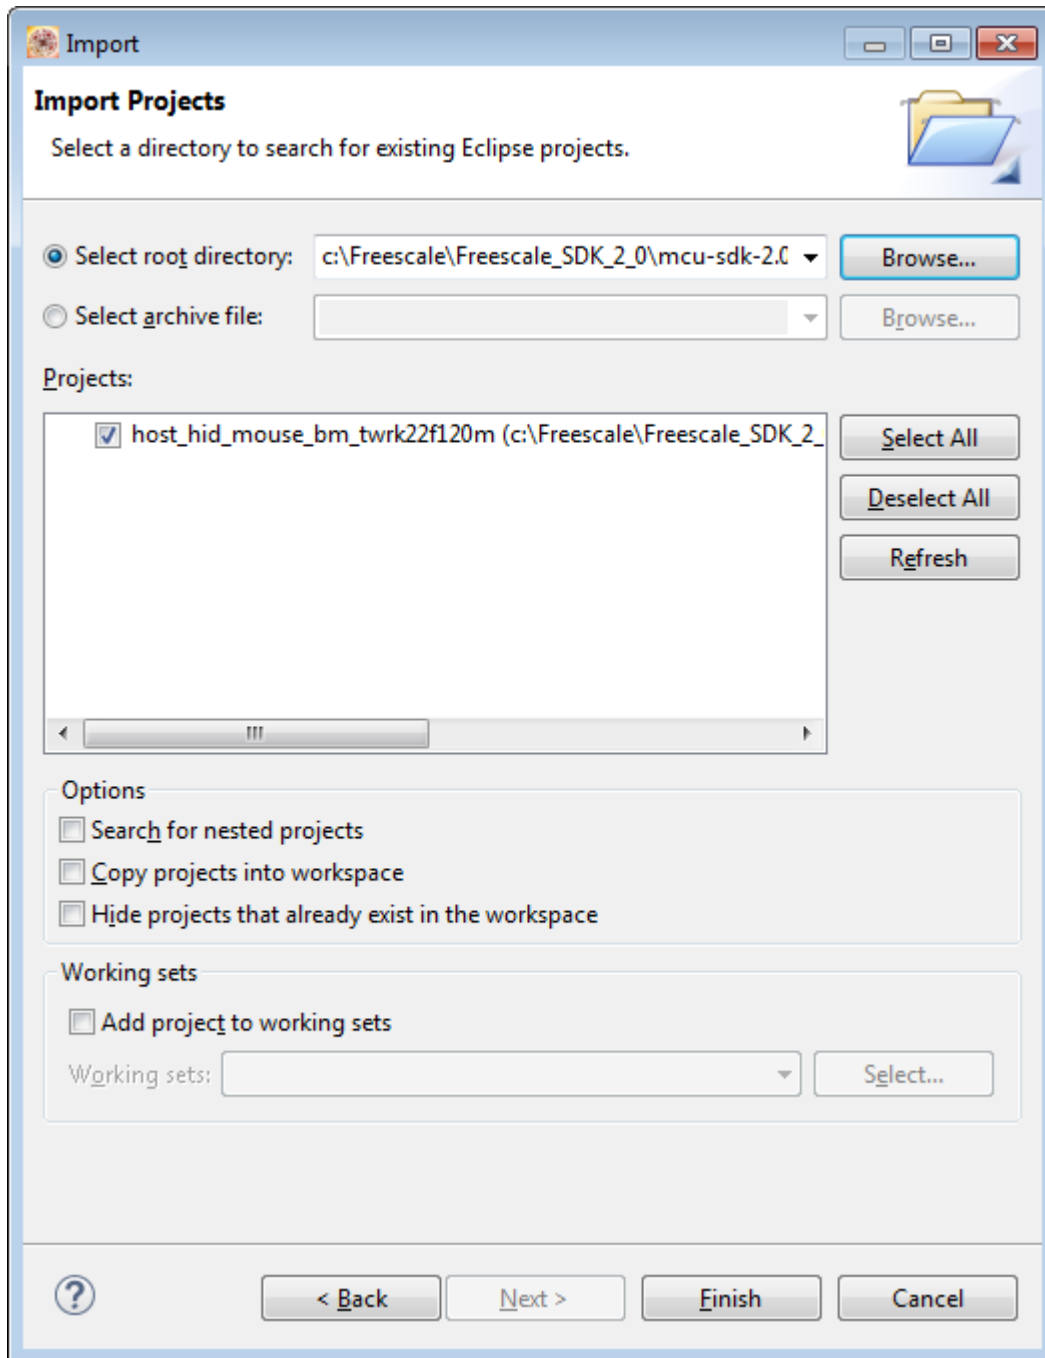 Import
Import Projects
Select a directory to search for existing Eclipse projects.
Select root directory: c:\Freescale\Freescale_SDK_2_0\mcu-sdk-2.0 Browse...
Select archive file: Browse...
Projects:
host_hid_mouse_bm_twrk22f120m (c:\Freescale\Freescale_SDK_2_ Select All
Deselect All
Refresh
Options
Search for nested projects
Copy projects into workspace
Hide projects that already exist in the workspace
Working sets
Add project to working sets
Working sets: Select...
? < Back Next > Finish Cancel